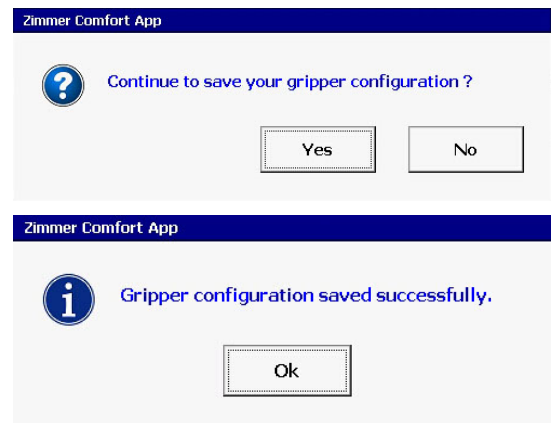 Zimmer Comfort App
Continue to save your gripper configuration ?
Yes No
Zimmer Comfort App
Gripper configuration saved successfully.
Ok